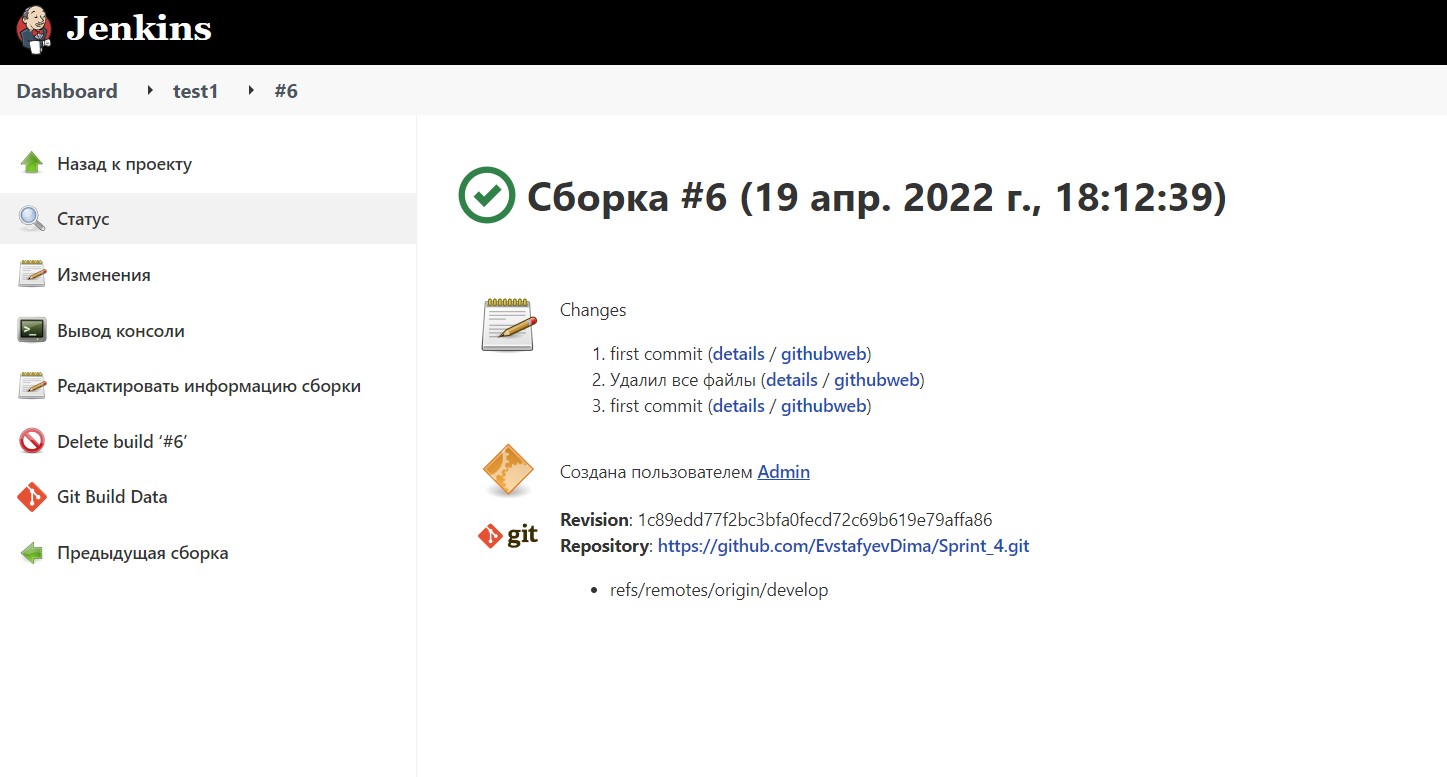 Jenkins
Dashboard
test1
#6
Назад к проекту
Статус
Изменения
Вывод консоли
Редактировать информацию сборки
Delete build ‘#6’
Git Build Data
Предыдущая сборка
Сборка #6 (19 апр. 2022 г., 18:12:39)
Changes
1. first commit (details / githubweb)
2. Удалил все файлы (details / githubweb)
3. first commit (details / githubweb)
Создана пользователем Admin
git
Revision: 1c89edd77f2bc3bfa0fecd72c69b619e79affa86
Repository: https://github.com/EvstafyevDima/Sprint_4.git
• refs/remotes/origin/develop